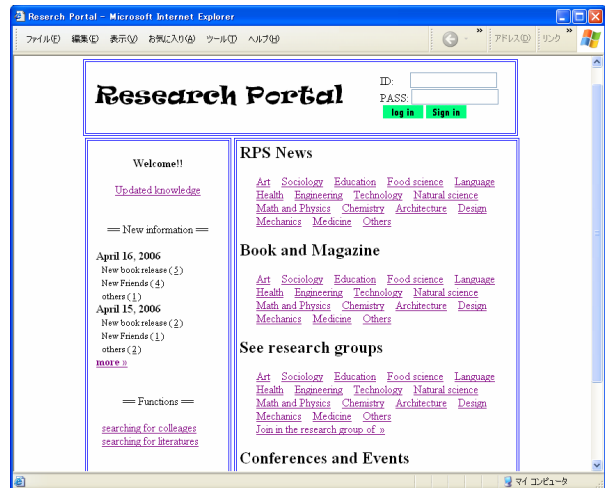 Reserch Portal - Microsoft Internet Explorer
ファイル(F) 編集(E) 表示(V) お気に入り(A) ツール(T) ヘルプ(H) » アドレス(D) リンク »
Research Portal
ID:
PASS:
log in Sign in
Welcome!!
Updated knowledge
== New information ==
April 16, 2006
New book release ( 5 )
New Friends ( 4 )
others ( 1 )
April 15, 2006
New book release ( 2 )
New Friends ( 1 )
others ( 2 )
more »
== Functions ==
searching for colleages
searching for literatures
RPS News
Art Sociology Education Food science Language
Health Engineering Technology Natural science
Math and Physics Chemistry Architecture Design
Mechanics Medicine Others
Book and Magazine
Art Sociology Education Food science Language
Health Engineering Technology Natural science
Math and Physics Chemistry Architecture Design
Mechanics Medicine Others
See research groups
Art Sociology Education Food science Language
Health Engineering Technology Natural science
Math and Physics Chemistry Architecture Design
Mechanics Medicine Others
Join in the research group of »
Conferences and Events
マイ コンピュータ